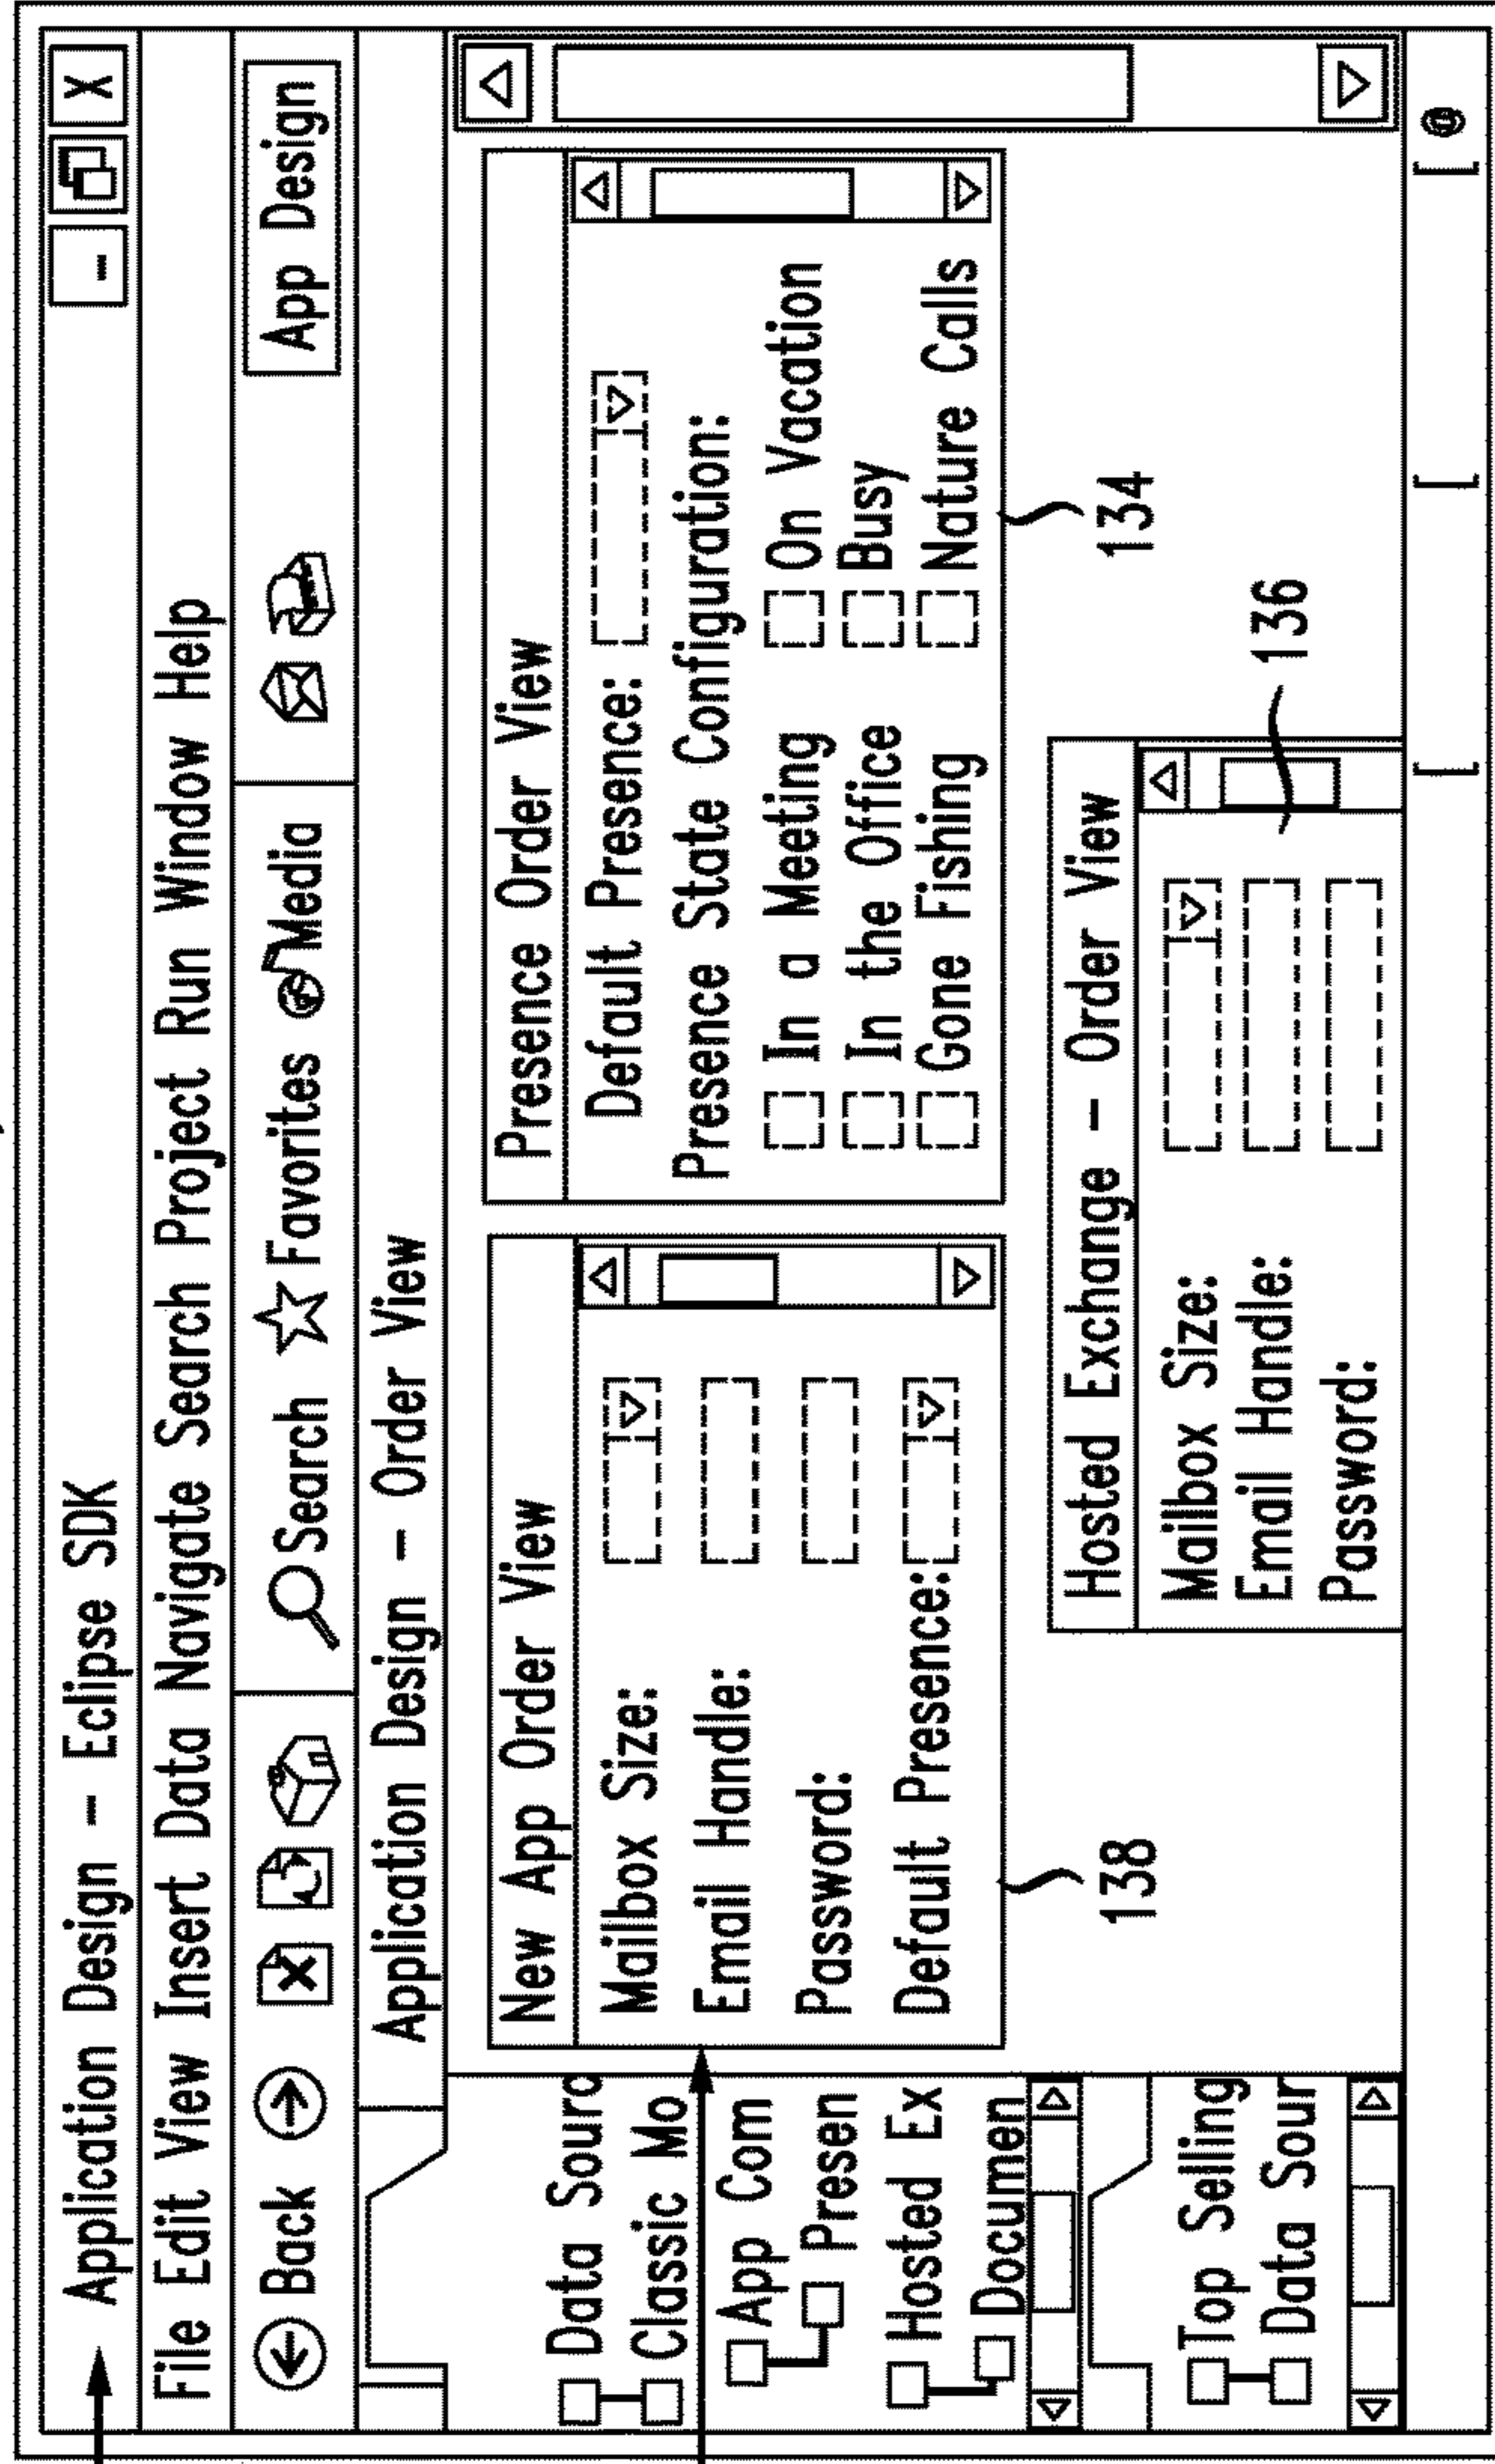 Application Design – Eclipse SDK
– X
File Edit View Insert Data Navigate Search Project Run Window Help
Back Search Favorites Media App Design
Application Design – Order View
Data Sourc
Classic Mo
App Com
Presen
Hosted Ex
Documen
Top Selling
Data Sour
New App Order View
Mailbox Size:
Email Handle:
Password:
Default Presence:
138
Presence Order View
Default Presence:
Presence State Configuration:
In a Meeting On Vacation
In the Office Busy
Gone Fishing Nature Calls
134
Hosted Exchange – Order View
Mailbox Size:
Email Handle:
Password:
136
[ [ [ @